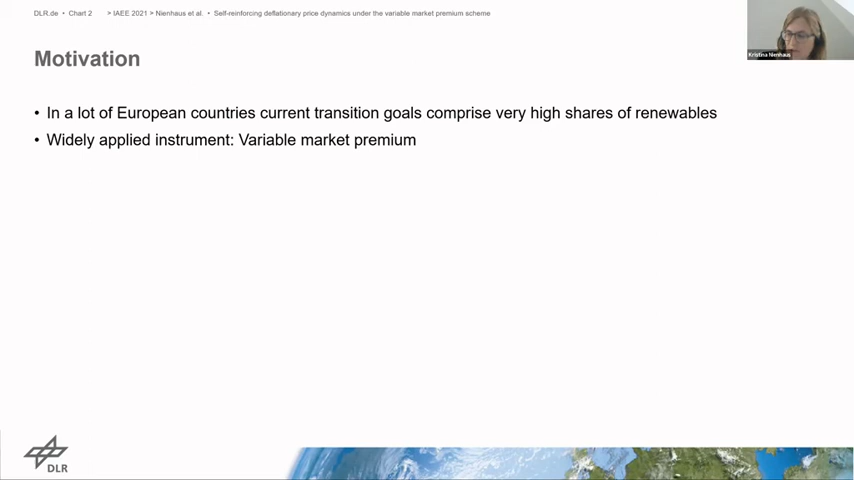 DLR.de • Chart 2 > IAEE 2021 > Nienhaus et al. • Self-reinforcing deflationary price dynamics under the variable market premium scheme
Kristina Nienhaus
Motivation
• In a lot of European countries current transition goals comprise very high shares of renewables
• Widely applied instrument: Variable market premium
DLR